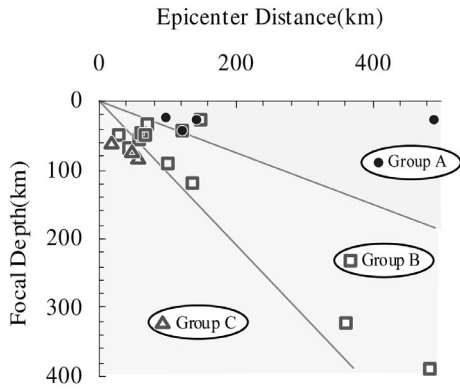 Epicenter Distance(km)
0 200 400
0
100
200
300
400
Focal Depth(km)
Group A
Group B
Group C